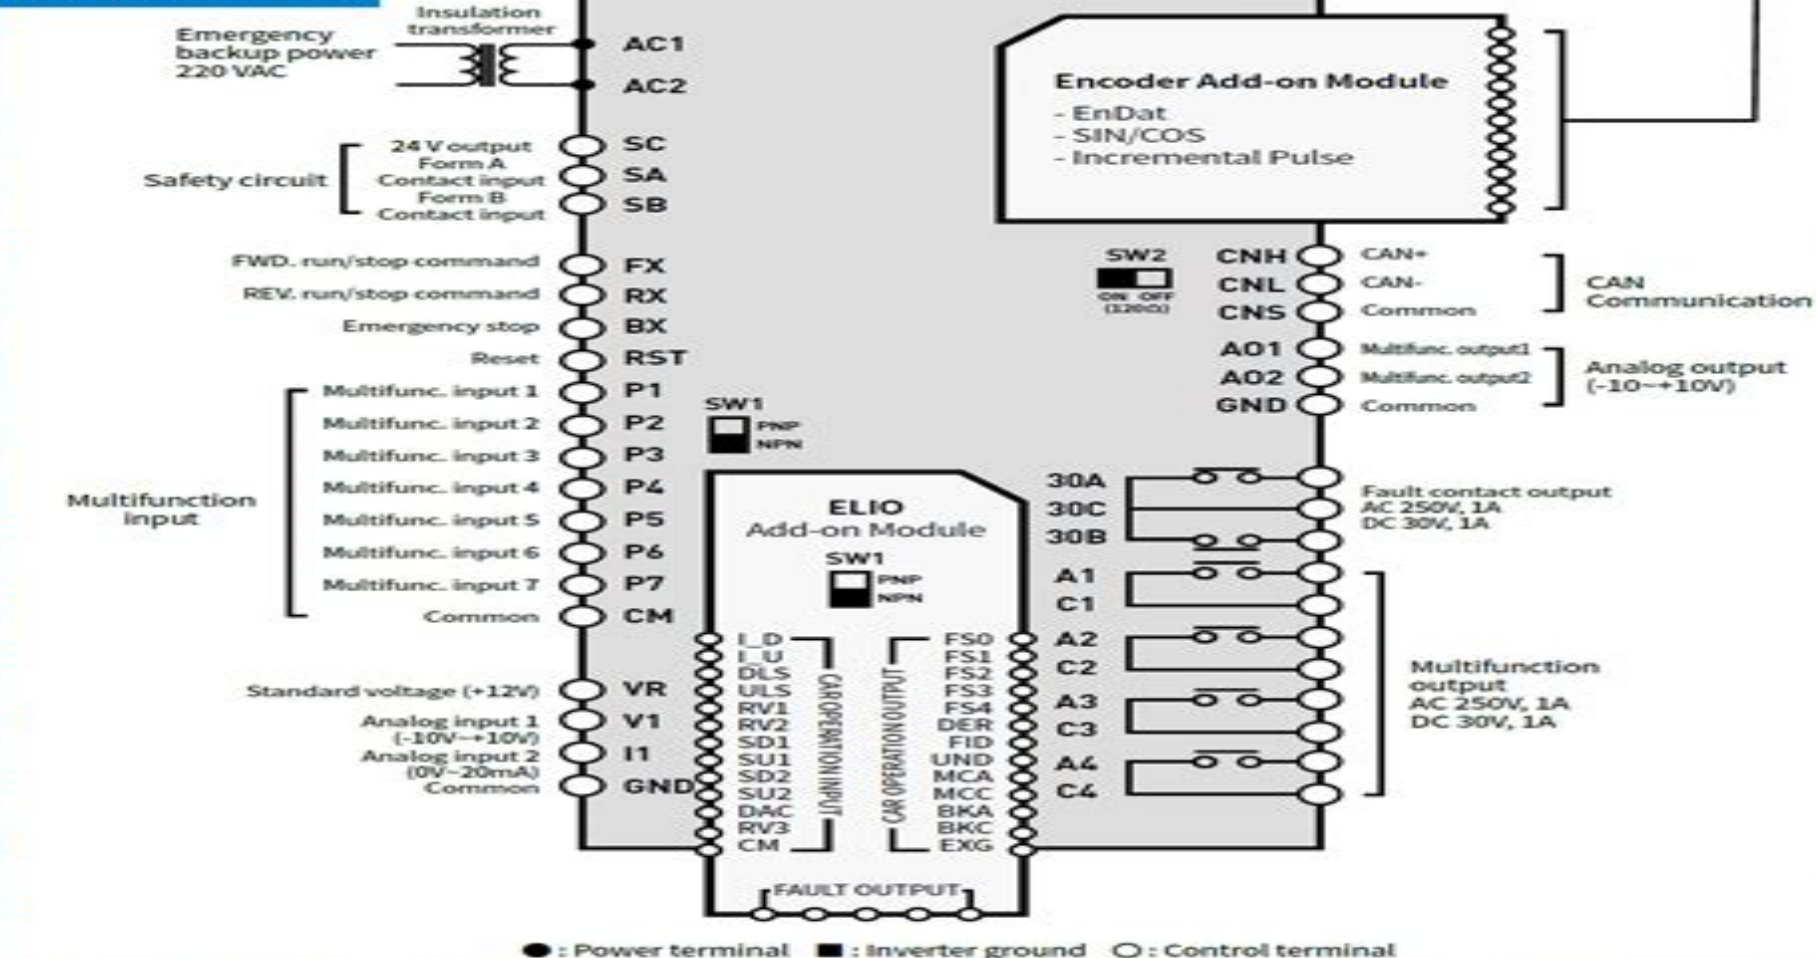 Insulation
transformer
Emergency
backup power
220 VAC
AC1
AC2
Encoder Add-on Module
- EnDat
- SIN/COS
- Incremental Pulse
Safety circuit
24 V output
Form A
Contact input
Form B
Contact input
SC
SA
SB
FWD. run/stop command
FX
REV. run/stop command
RX
Emergency stop
BX
Reset
RST
Multifunction
input
Multifunc. input 1
P1
Multifunc. input 2
P2
Multifunc. input 3
P3
Multifunc. input 4
P4
Multifunc. input 5
P5
Multifunc. input 6
P6
Multifunc. input 7
P7
Common
CM
Standard voltage (+12V)
VR
Analog input 1
(-10V~+10V)
V1
Analog input 2
(0V~20mA)
I1
Common
GND
SW1
PNP
NPN
SW2
ON OFF
(120Ω)
CNH
CAN+
CNL
CAN-
CNS
Common
CAN
Communication
AO1
Multifunc. output1
AO2
Multifunc. output2
GND
Common
Analog output
(-10~+10V)
ELIO
Add-on Module
SW1
PNP
NPN
I_D
I_U
DLS
ULS
RV1
RV2
SD1
SU1
SD2
SU2
DAC
RV3
CM
CAR OPERATION INPUT
CAR OPERATION OUTPUT
FS0
FS1
FS2
FS3
FS4
DER
FID
UND
MCA
MCC
BKA
BKC
EXG
FAULT OUTPUT
30A
30C
30B
Fault contact output
AC 250V, 1A
DC 30V, 1A
A1
C1
A2
C2
A3
C3
A4
C4
Multifunction
output
AC 250V, 1A
DC 30V, 1A
: Power terminal : Inverter ground : Control terminal